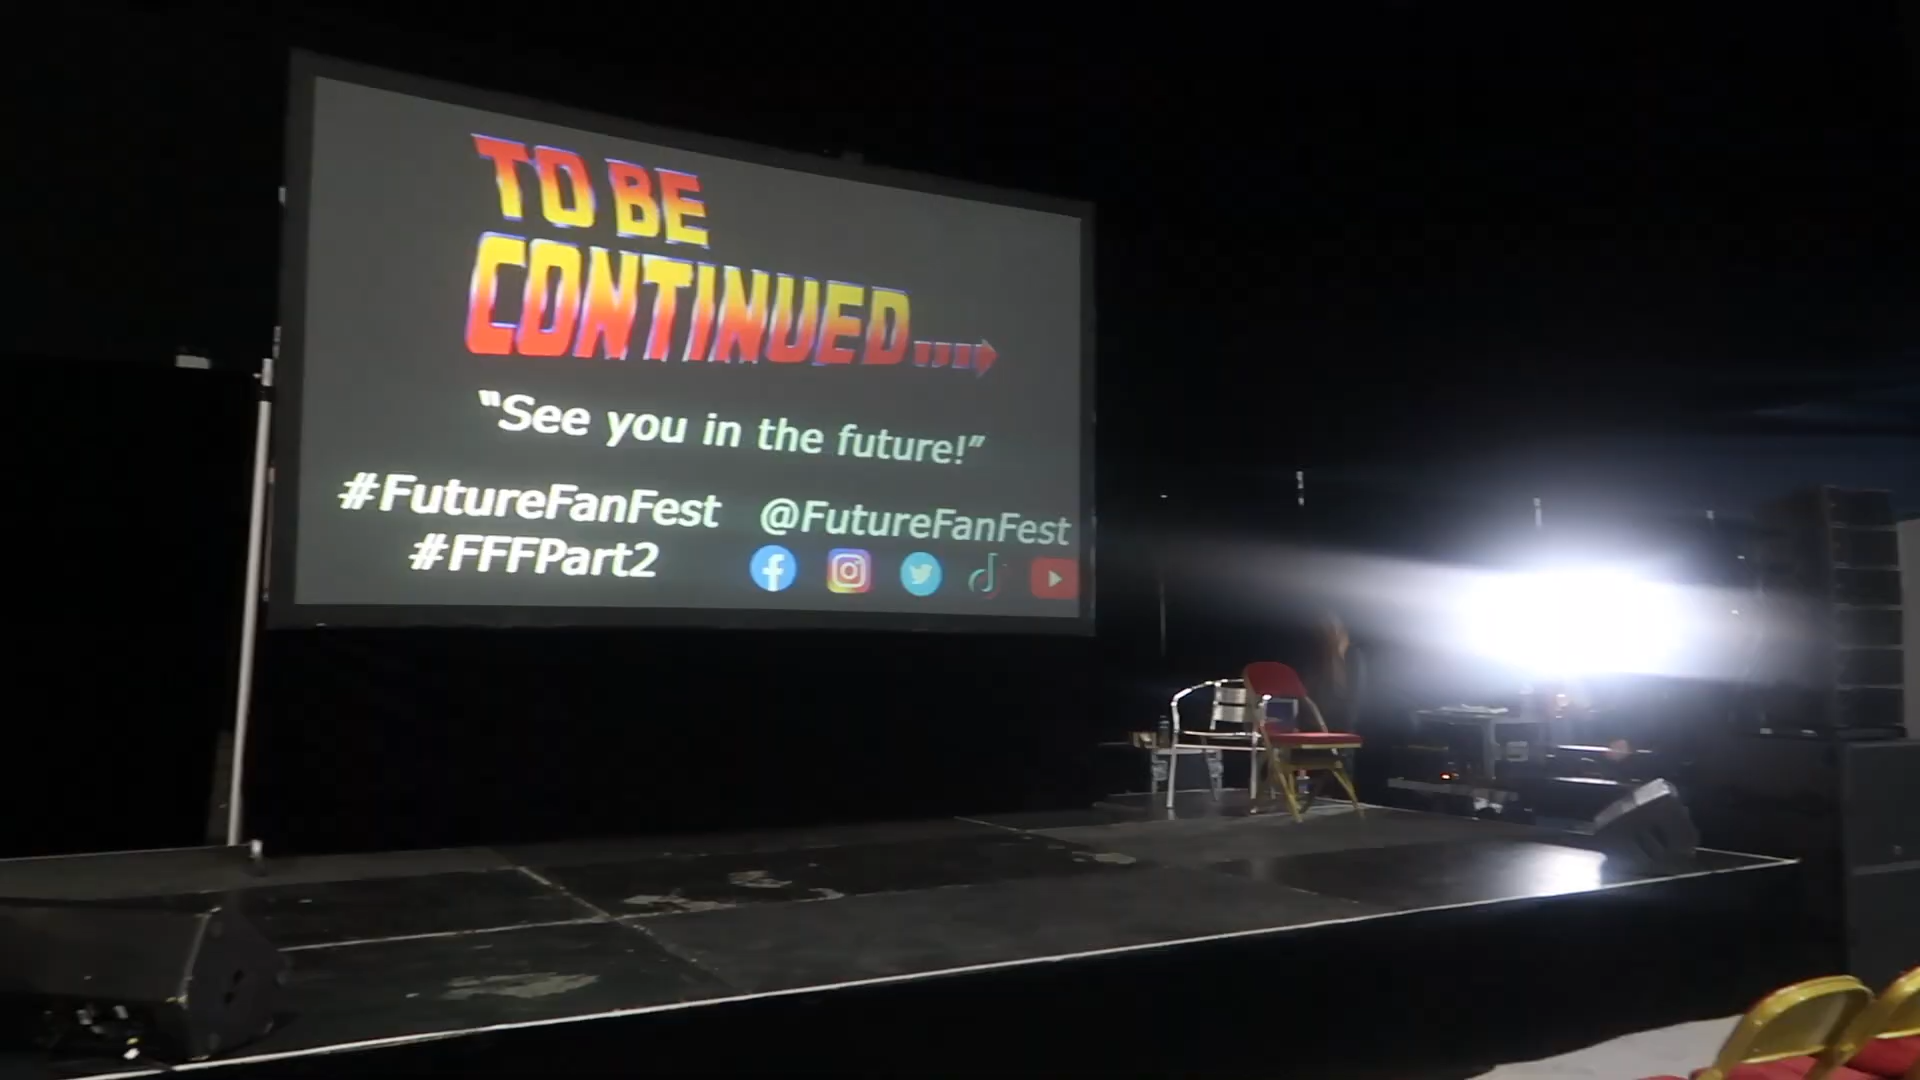 TO BE
CONTINUED....
“See you in the future!”
#FutureFanFest @FutureFanFest
#FFFPart2